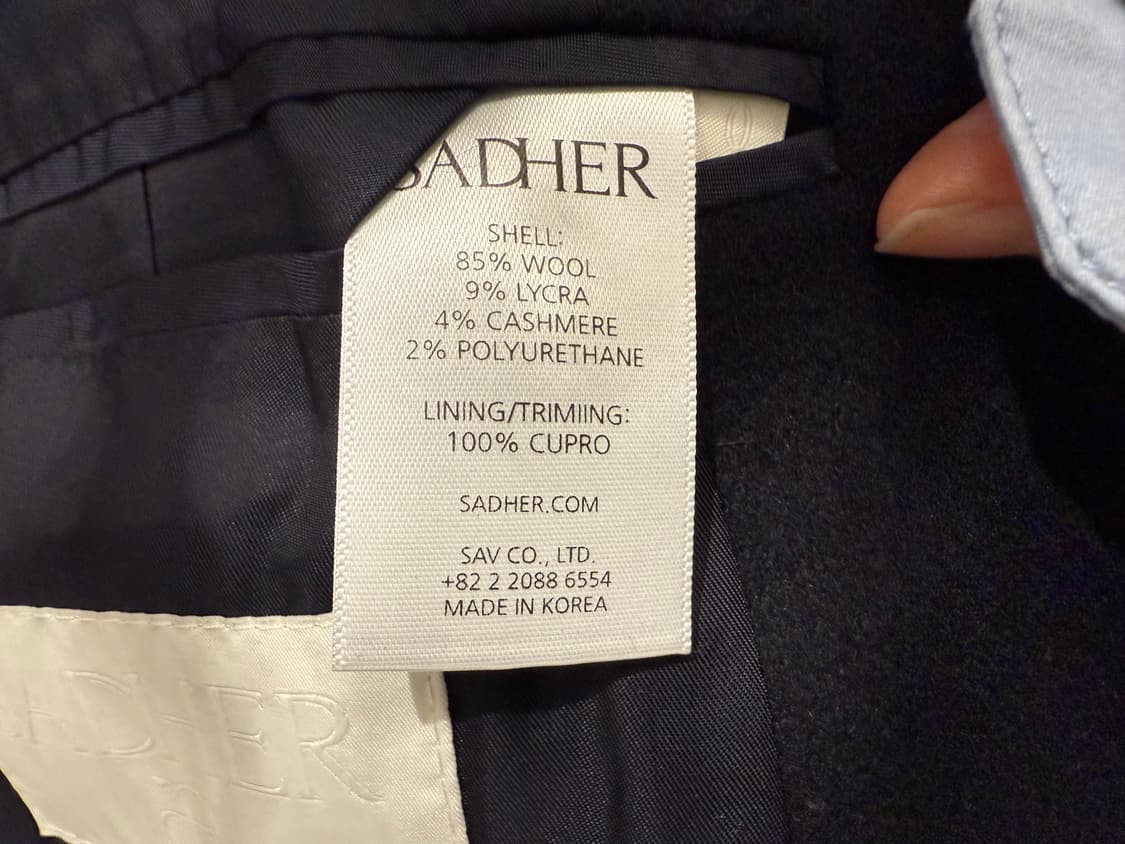 SADHER
SHELL:
85% WOOL
9% LYCRA
4% CASHMERE
2% POLYURETHANE
LINING/TRIMIING:
100% CUPRO
SADHER.COM
SAV CO., LTD.
+82 2 2088 6554
MADE IN KOREA
ADHER